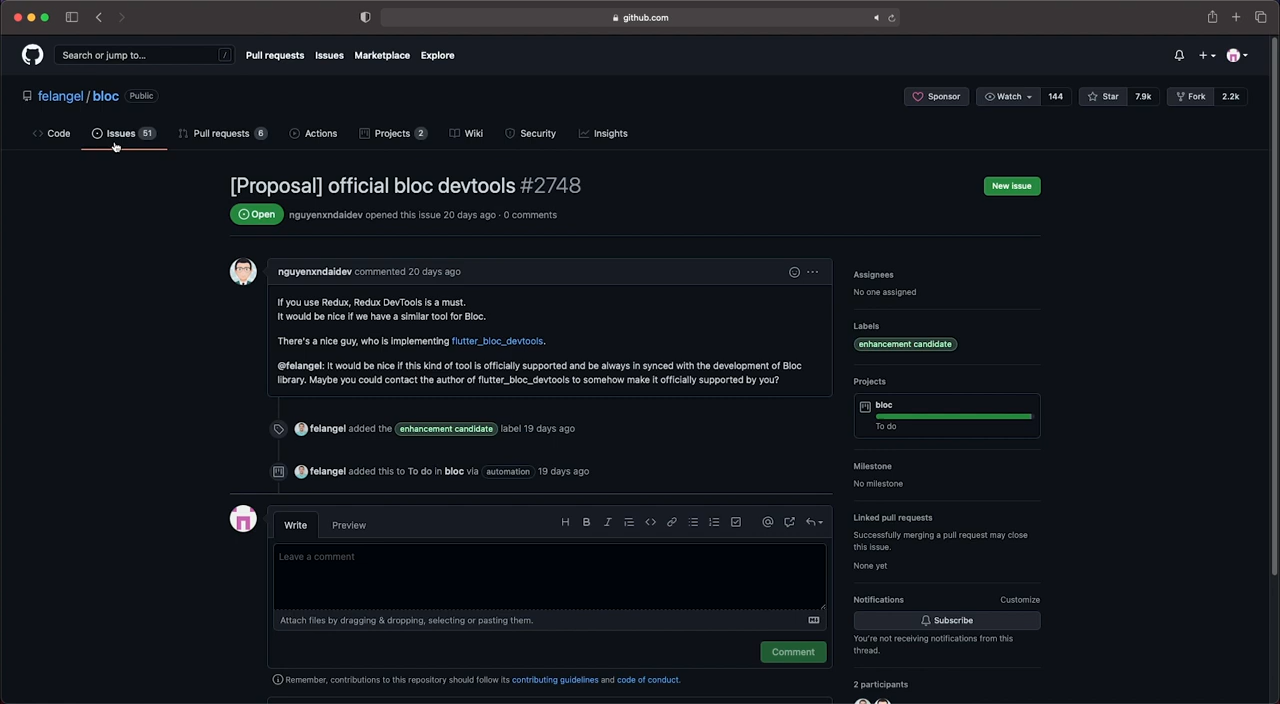 github.com
Search or jump to... /
Pull requests Issues Marketplace Explore
felangel / bloc Public
Sponsor Watch 144 Star 7.9k Fork 2.2k
Code Issues 51 Pull requests 6 Actions Projects 2 Wiki Security Insights
[Proposal] official bloc devtools #2748
New issue
Open nguyenxndaidev opened this issue 20 days ago · 0 comments
nguyenxndaidev commented 20 days ago
If you use Redux, Redux DevTools is a must.
It would be nice if we have a similar tool for Bloc.
There's a nice guy, who is implementing flutter_bloc_devtools.
@felangel: It would be nice if this kind of tool is officially supported and be always in synced with the development of Bloc
library. Maybe you could contact the author of flutter_bloc_devtools to somehow make it officially supported by you?
felangel added the enhancement candidate label 19 days ago
felangel added this to To do in bloc via automation 19 days ago
Write Preview
Leave a comment
Attach files by dragging & dropping, selecting or pasting them.
Comment
Remember, contributions to this repository should follow its contributing guidelines and code of conduct.
Assignees
No one assigned
Labels
enhancement candidate
Projects
bloc
To do
Milestone
No milestone
Linked pull requests
Successfully merging a pull request may close
this issue.
None yet
Notifications Customize
Subscribe
You're not receiving notifications from this
thread.
2 participants